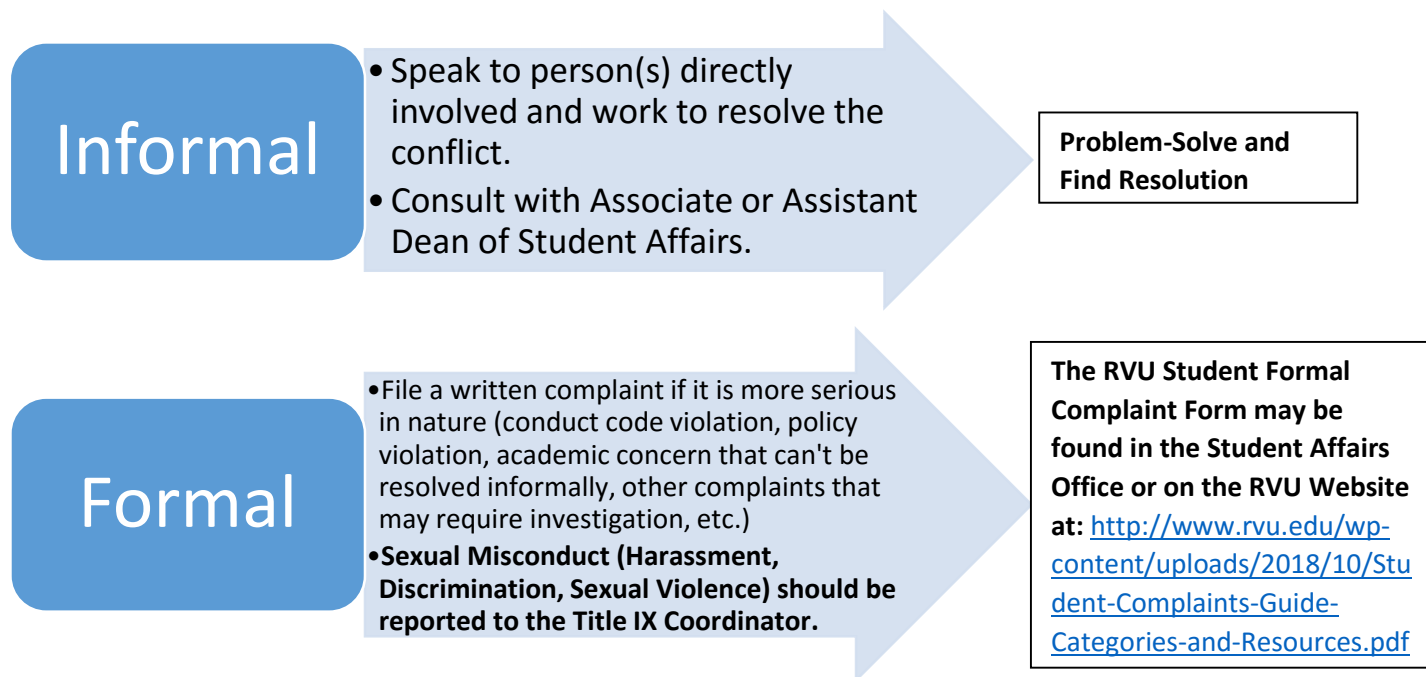 Informal
• Speak to person(s) directly
involved and work to resolve the
conflict.
• Consult with Associate or Assistant
Dean of Student Affairs.
Problem-Solve and
Find Resolution
Formal
•File a written complaint if it is more serious
in nature (conduct code violation, policy
violation, academic concern that can't be
resolved informally, other complaints that
may require investigation, etc.)
•Sexual Misconduct (Harassment,
Discrimination, Sexual Violence) should be
reported to the Title IX Coordinator.
The RVU Student Formal
Complaint Form may be
found in the Student Affairs
Office or on the RVU Website
at: http://www.rvu.edu/wp-
content/uploads/2018/10/Stu
dent-Complaints-Guide-
Categories-and-Resources.pdf